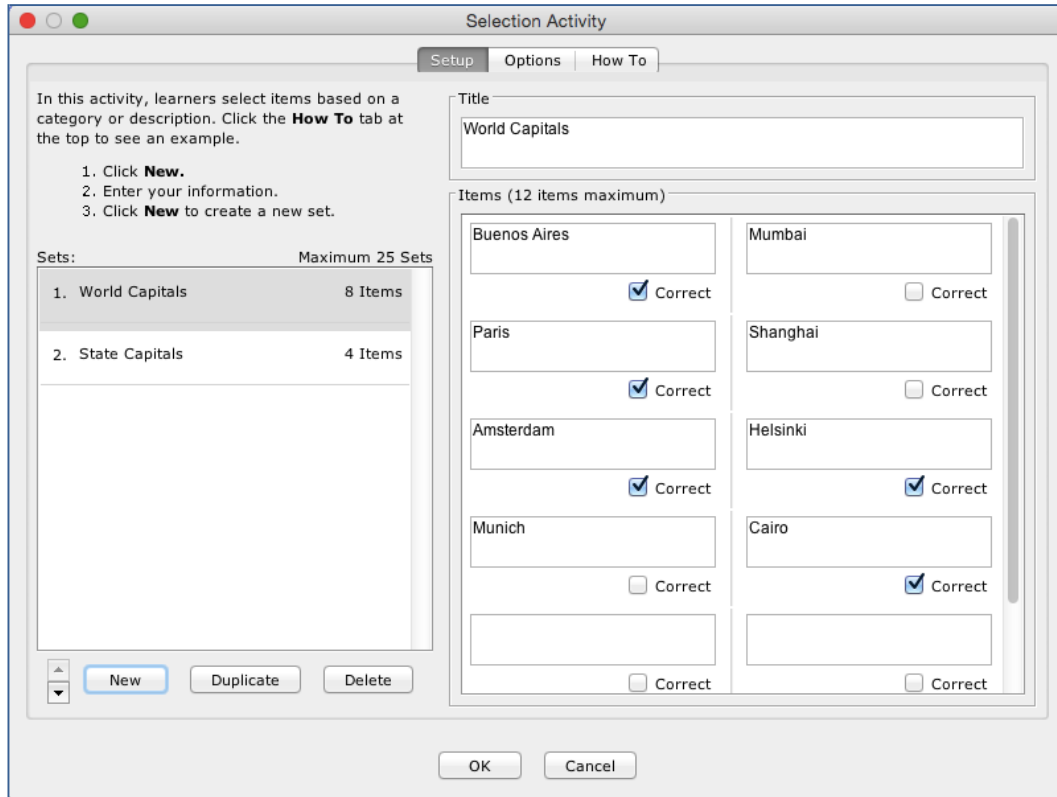 Selection Activity
Setup Options How To
In this activity, learners select items based on a
category or description. Click the How To tab at
the top to see an example.
1. Click New.
2. Enter your information.
3. Click New to create a new set.
Sets: Maximum 25 Sets
1. World Capitals 8 Items
2. State Capitals 4 Items
New Duplicate Delete
Title
World Capitals
Items (12 items maximum)
Buenos Aires Mumbai
Correct Correct
Paris Shanghai
Correct Correct
Amsterdam Helsinki
Correct Correct
Munich Cairo
Correct Correct
Correct Correct
OK Cancel